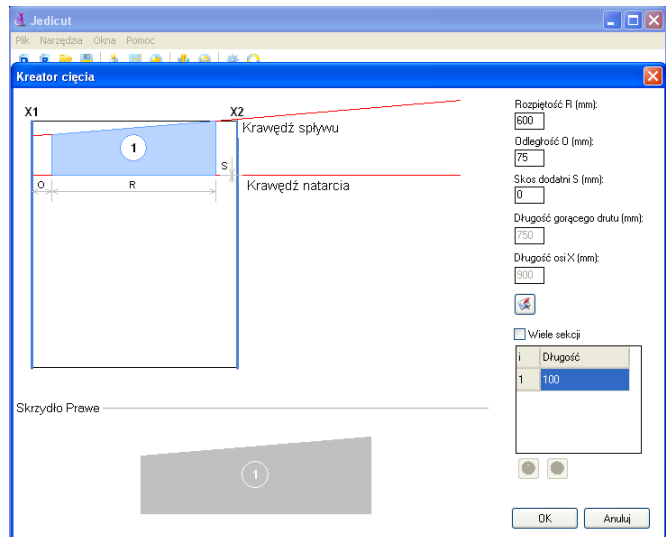 Jedicut
Plik Narzędzia Okna Pomoc
Kreator cięcia
X1 X2
Krawędź spływu
1
S
O R
Krawędź natarcia
Rozpiętość R (mm):
600
Odległość O (mm):
75
Skos dodatni S (mm):
0
Długość gorącego drutu (mm):
750
Długość osi X (mm):
900
Wiele sekcji
i Długość
1 100
Skrzydło Prawe
1
OK Anuluj